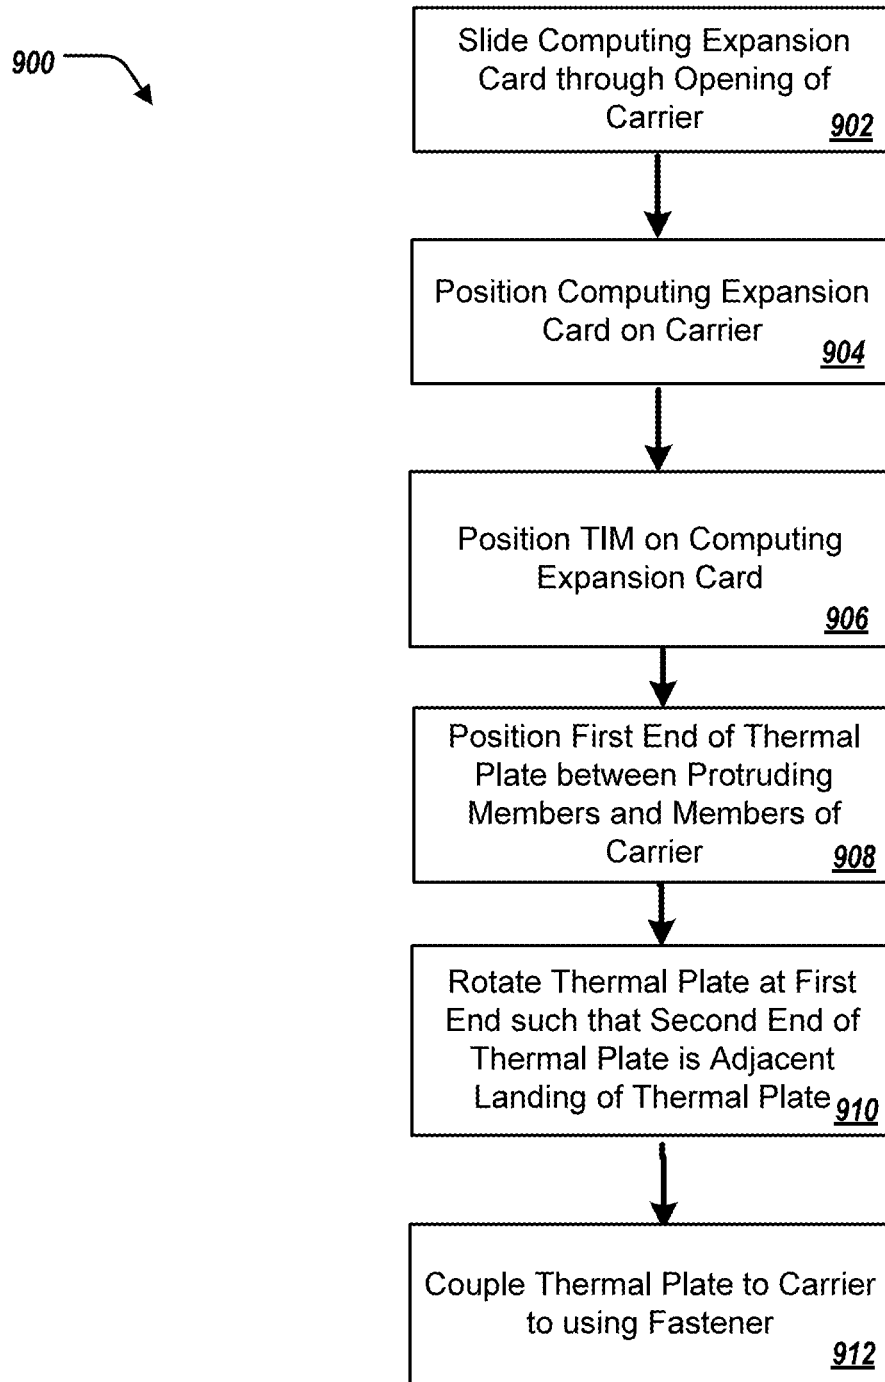 900
Slide Computing Expansion
Card through Opening of
Carrier
902
Position Computing Expansion
Card on Carrier
904
Position TIM on Computing
Expansion Card
906
Position First End of Thermal
Plate between Protruding
Members and Members of
Carrier
908
Rotate Thermal Plate at First
End such that Second End of
Thermal Plate is Adjacent
Landing of Thermal Plate
910
Couple Thermal Plate to Carrier
to using Fastener
912